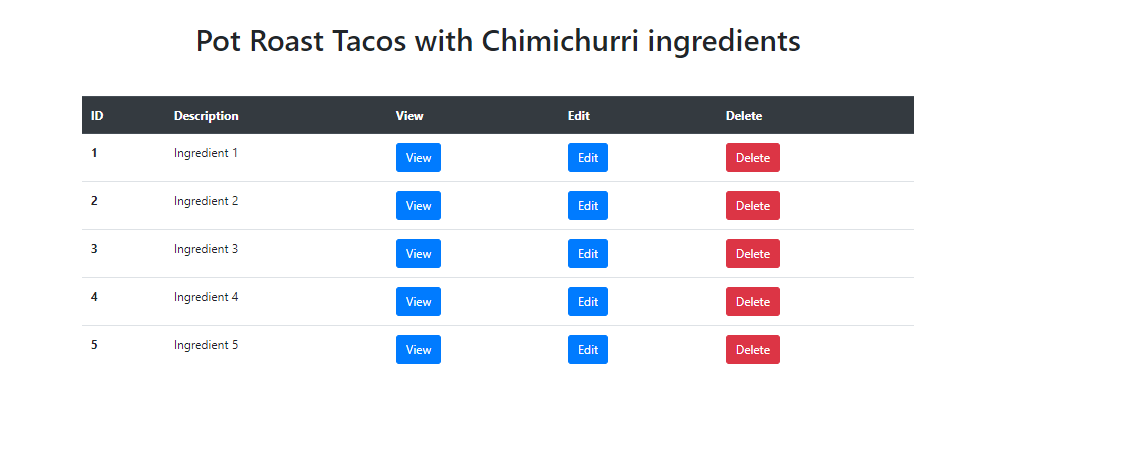 Pot Roast Tacos with Chimichurri ingredients
ID Description View Edit Delete
1 Ingredient 1 View Edit Delete
2 Ingredient 2 View Edit Delete
3 Ingredient 3 View Edit Delete
4 Ingredient 4 View Edit Delete
5 Ingredient 5 View Edit Delete